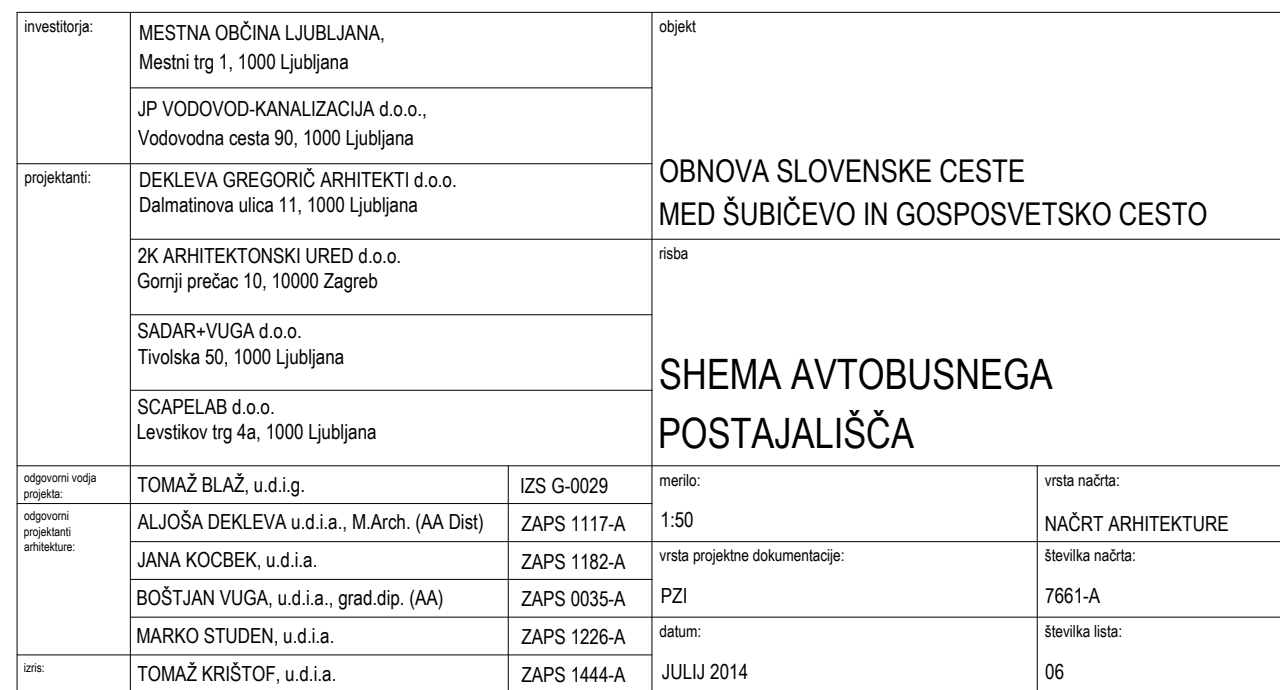 investitorja:
MESTNA OBČINA LJUBLJANA,
Mestni trg 1, 1000 Ljubljana
JP VODOVOD-KANALIZACIJA d.o.o.,
Vodovodna cesta 90, 1000 Ljubljana
projektanti:
DEKLEVA GREGORIČ ARHITEKTI d.o.o.
Dalmatinova ulica 11, 1000 Ljubljana
2K ARHITEKTONSKI URED d.o.o.
Gornji prečac 10, 10000 Zagreb
SADAR+VUGA d.o.o.
Tivolska 50, 1000 Ljubljana
SCAPELAB d.o.o.
Levstikov trg 4a, 1000 Ljubljana
objekt
OBNOVA SLOVENSKE CESTE
MED ŠUBIČEVO IN GOSPOSVETSKO CESTO
risba
SHEMA AVTOBUSNEGA
POSTAJALIŠČA
odgovorni vodja
projekta:
TOMAŽ BLAŽ, u.d.i.g.
IZS G-0029
odgovorni
projektanti
arhitekture:
ALJOŠA DEKLEVA u.d.i.a., M.Arch. (AA Dist)
ZAPS 1117-A
JANA KOCBEK, u.d.i.a.
ZAPS 1182-A
BOŠTJAN VUGA, u.d.i.a., grad.dip. (AA)
ZAPS 0035-A
MARKO STUDEN, u.d.i.a.
ZAPS 1226-A
izris:
TOMAŽ KRIŠTOF, u.d.i.a.
ZAPS 1444-A
merilo:
1:50
vrsta načrta:
NAČRT ARHITEKTURE
vrsta projektne dokumentacije:
PZI
številka načrta:
7661-A
datum:
JULIJ 2014
številka lista:
06